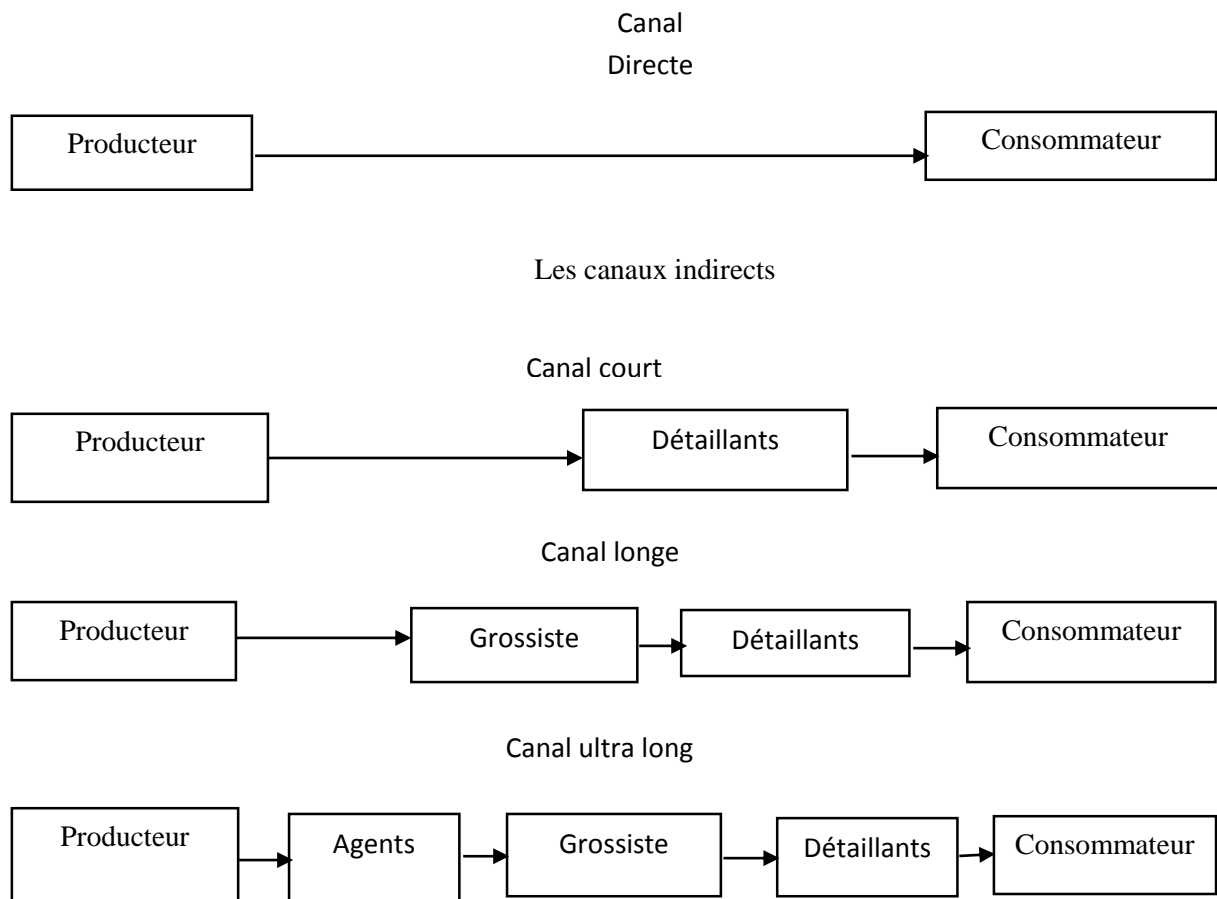 Canal
Directe
Producteur
Consommateur
Les canaux indirects
Canal court
Producteur
Détaillants
Consommateur
Canal longe
Producteur
Grossiste
Détaillants
Consommateur
Canal ultra long
Producteur
Agents
Grossiste
Détaillants
Consommateur